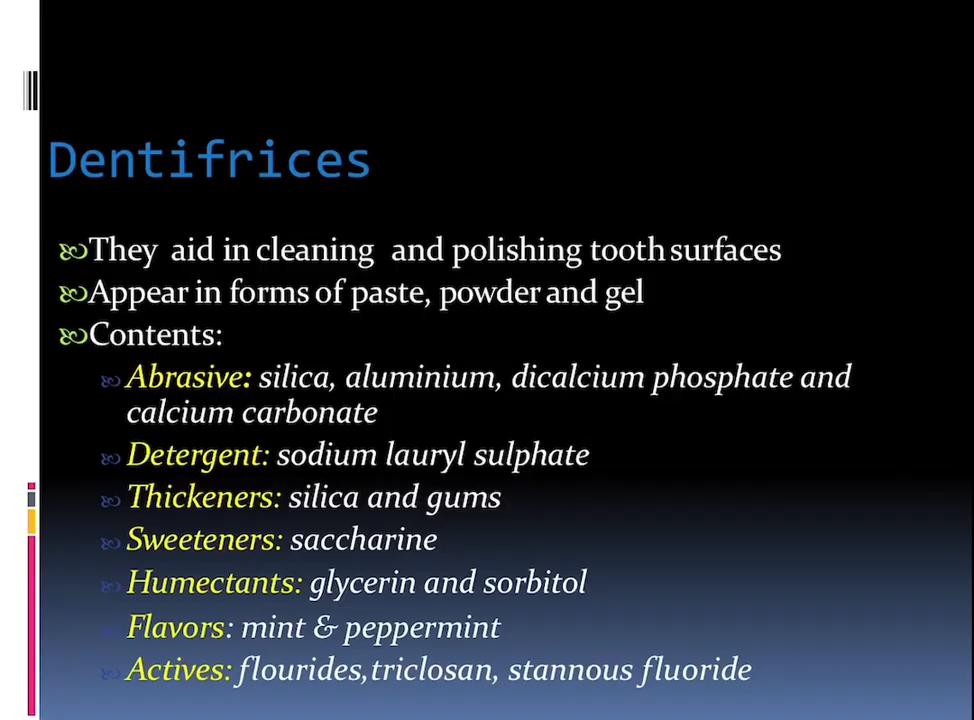 Dentifrices
They aid in cleaning and polishing tooth surfaces
Appear in forms of paste, powder and gel
Contents:
Abrasive: silica, aluminium, dicalcium phosphate and
calcium carbonate
Detergent: sodium lauryl sulphate
Thickeners: silica and gums
Sweeteners: saccharine
Humectants: glycerin and sorbitol
Flavors: mint & peppermint
Actives: flourides,triclosan, stannous fluoride